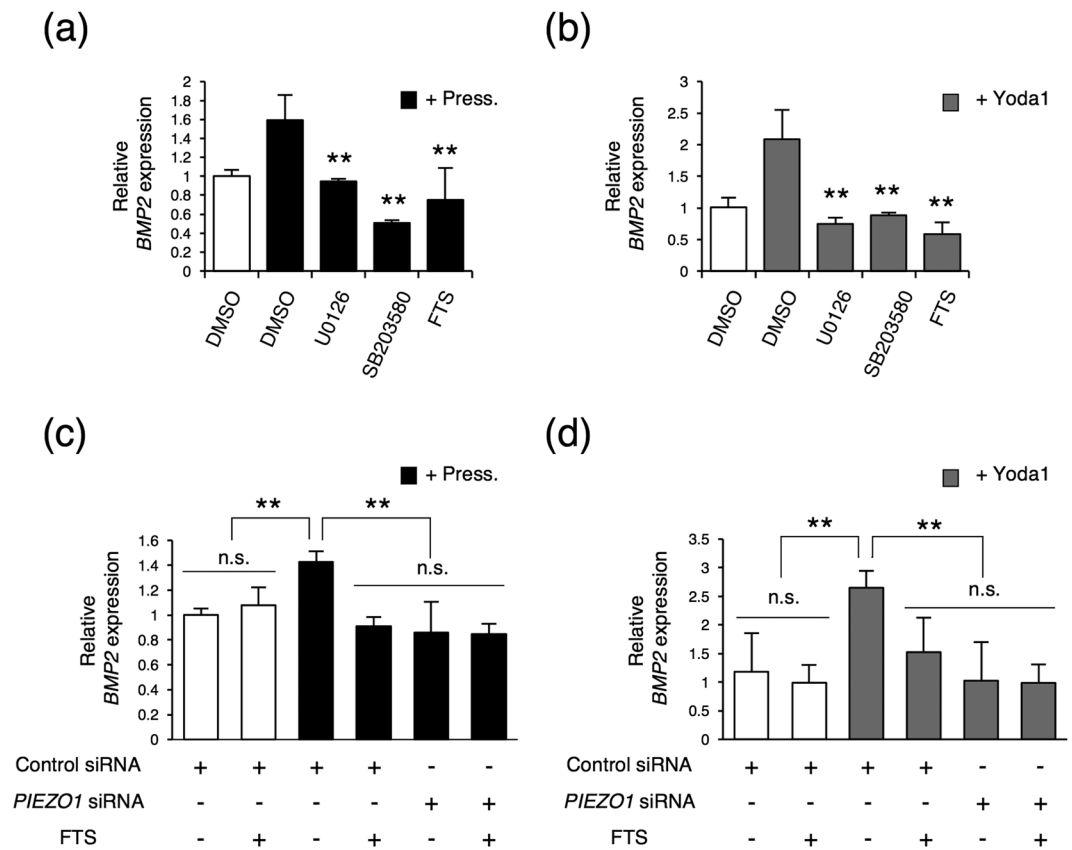 (a)
+ Press.
Relative
BMP2 expression
2
1.8
1.6
1.4
1.2
1
0.8
0.6
0.4
0.2
0
**
**
**
DMSO
DMSO
U0126
SB203580
FTS
(b)
+ Yoda1
Relative
BMP2 expression
3
2.5
2
1.5
1
0.5
0
**
**
**
DMSO
DMSO
U0126
SB203580
FTS
(c)
+ Press.
Relative
BMP2 expression
1.6
1.4
1.2
1
0.8
0.6
0.4
0.2
0
**
**
n.s.
n.s.
Control siRNA + + + + - -
PIEZO1 siRNA - - - - + +
FTS - + - + - +
(d)
+ Yoda1
Relative
BMP2 expression
3.5
3
2.5
2
1.5
1
0.5
0
**
**
n.s.
n.s.
Control siRNA + + + + - -
PIEZO1 siRNA - - - - + +
FTS - + - + - +